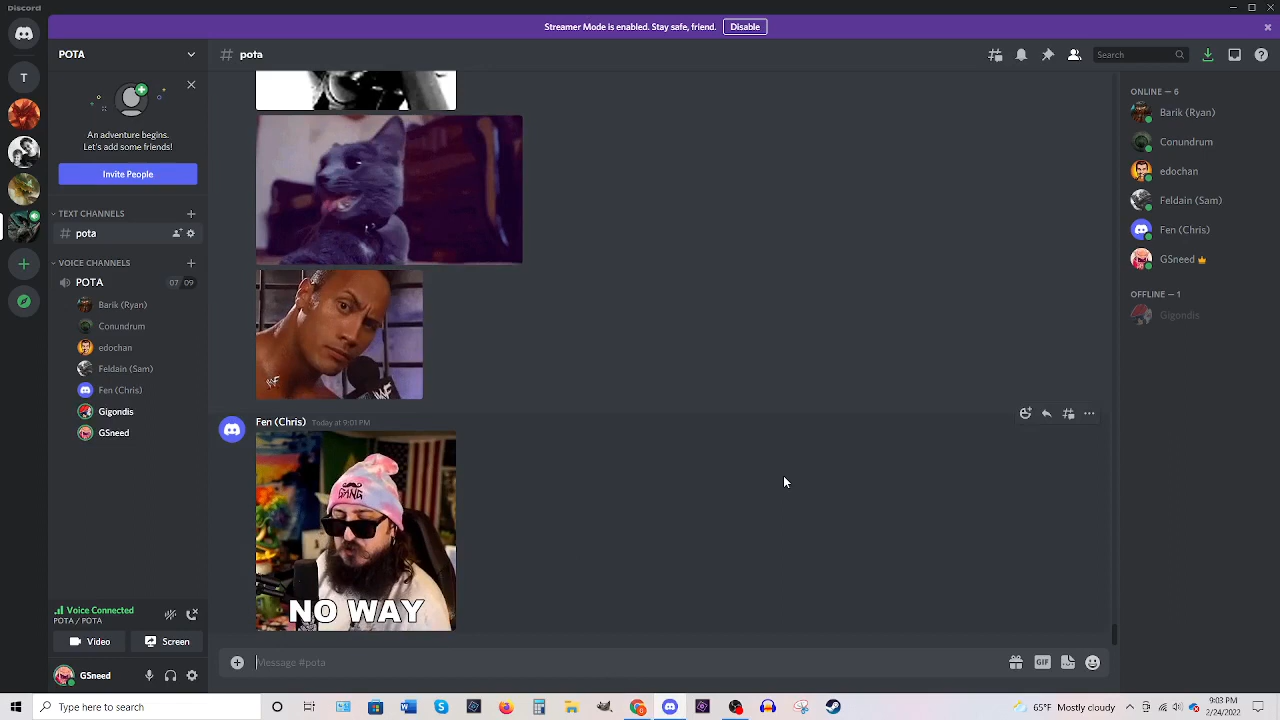 Discord
Streamer Mode is enabled. Stay safe, friend.
Disable
POTA
pota
Search
An adventure begins.
Let's add some friends!
Invite People
TEXT CHANNELS
pota
VOICE CHANNELS
POTA
07 09
Barik (Ryan)
Conundrum
edochan
Feldain (Sam)
Fen (Chris)
Gigondis
GSneed
Voice Connected
POTA / POTA
Video
Screen
GSneed
T
Fen (Chris) Today at 9:01 PM
GANG
NO WAY
Message #pota
GIF
ONLINE — 6
Barik (Ryan)
Conundrum
edochan
Feldain (Sam)
Fen (Chris)
GSneed
OFFLINE — 1
Gigondis
Type here to search
65°F Mostly cloudy
9:03 PM
2/24/2022